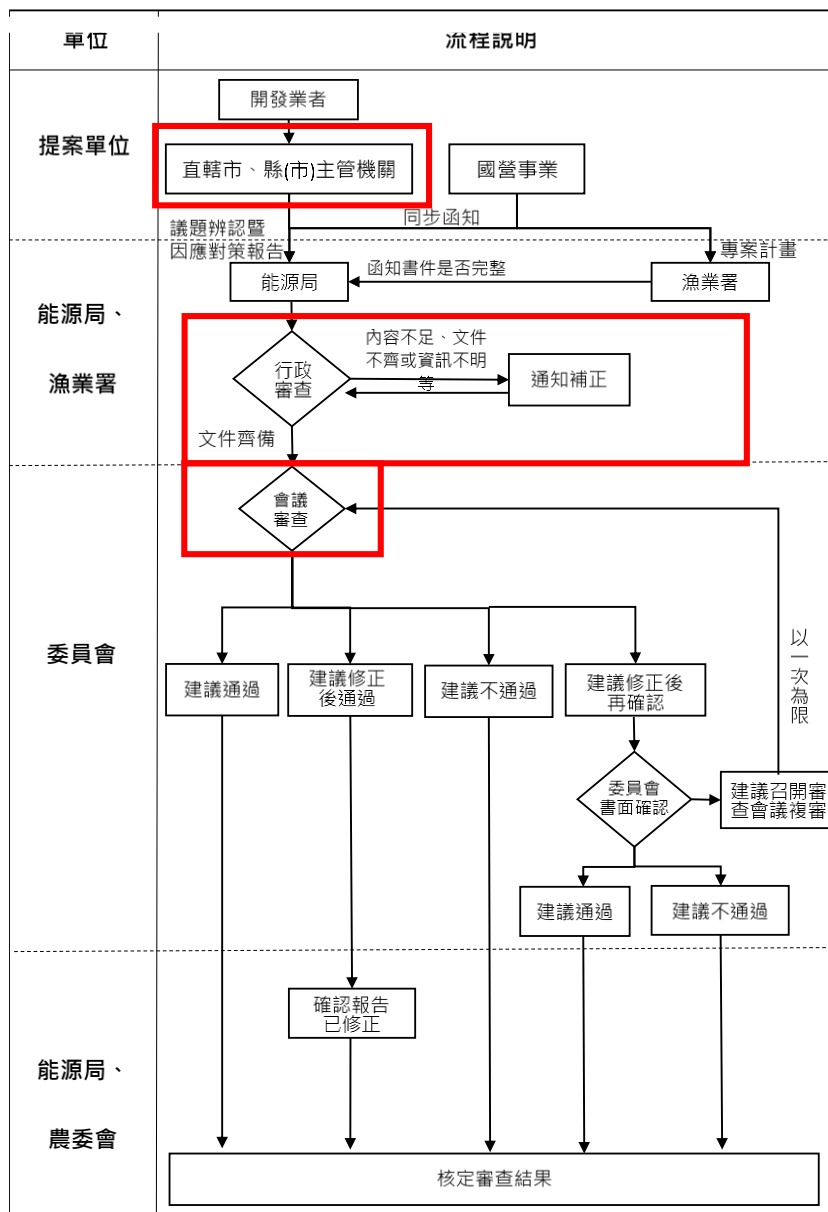 單位
流程說明
提案單位
開發業者
直轄市、縣(市)主管機關
國營事業
議題辨認暨
因應對策報告
同步函知
專案計畫
能源局、
漁業署
能源局
函知書件是否完整
漁業署
行政
審查
內容不足、文件
不齊或資訊不明
等
通知補正
文件齊備
委員會
會議
審查
以一次為限
建議通過
建議修正
後通過
建議不通過
建議修正後
再確認
委員會
書面確認
建議召開審
查會議複審
建議通過
建議不通過
能源局、
農委會
確認報告
已修正
核定審查結果